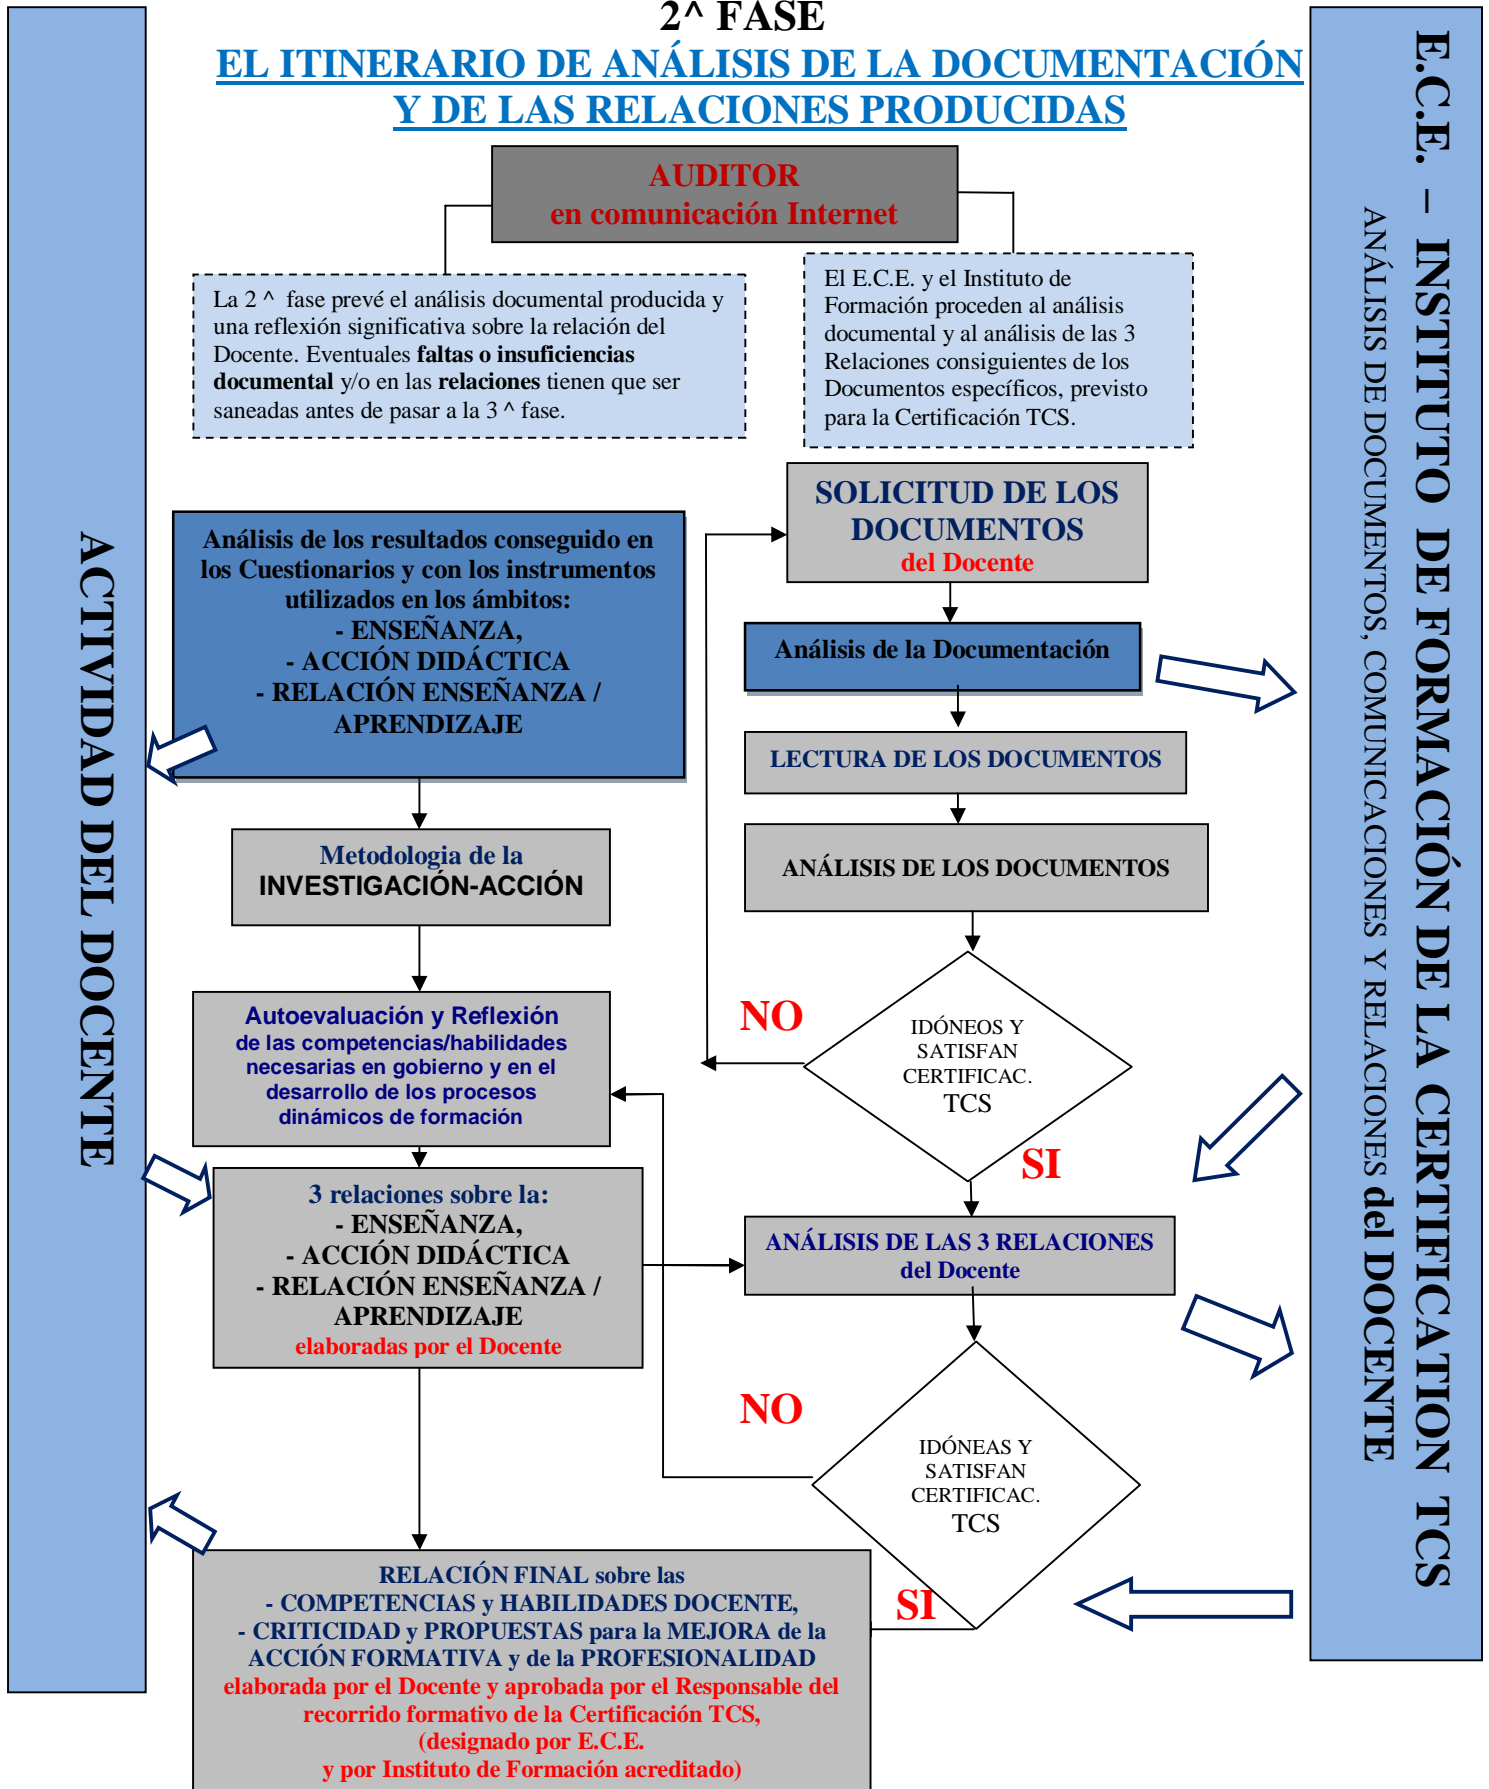 2^ FASE
EL ITINERARIO DE ANÁLISIS DE LA DOCUMENTACIÓN
Y DE LAS RELACIONES PRODUCIDAS
AUDITOR
en comunicación Internet
La 2 ^ fase prevé el análisis documental producida y
una reflexión significativa sobre la relación del
Docente. Eventuales faltas o insuficiencias
documental y/o en las relaciones tienen que ser
saneadas antes de pasar a la 3 ^ fase.
El E.C.E. y el Instituto de
Formación proceden al análisis
documental y al análisis de las 3
Relaciones consiguientes de los
Documentos específicos, previsto
para la Certificación TCS.
ACTIVIDAD DEL DOCENTE
Análisis de los resultados conseguido en
los Cuestionarios y con los instrumentos
utilizados en los ámbitos:
- ENSEÑANZA,
- ACCIÓN DIDÁCTICA
- RELACIÓN ENSEÑANZA /
APRENDIZAJE
Metodologia de la
INVESTIGACIÓN-ACCIÓN
Autoevaluación y Reflexión
de las competencias/habilidades
necesarias en gobierno y en el
desarrollo de los procesos
dinámicos de formación
3 relaciones sobre la:
- ENSEÑANZA,
- ACCIÓN DIDÁCTICA
- RELACIÓN ENSEÑANZA /
APRENDIZAJE
elaboradas por el Docente
SOLICITUD DE LOS
DOCUMENTOS
del Docente
Análisis de la Documentación
LECTURA DE LOS DOCUMENTOS
ANÁLISIS DE LOS DOCUMENTOS
NO
IDÓNEOS Y
SATISFAN
CERTIFICAC.
TCS
SI
ANÁLISIS DE LAS 3 RELACIONES
del Docente
NO
IDÓNEAS Y
SATISFAN
CERTIFICAC.
TCS
SI
RELACIÓN FINAL sobre las
- COMPETENCIAS y HABILIDADES DOCENTE,
- CRITICIDAD y PROPUESTAS para la MEJORA de la
ACCIÓN FORMATIVA y de la PROFESIONALIDAD
elaborada por el Docente y aprobada por el Responsable del
recorrido formativo de la Certificación TCS,
(designado por E.C.E.
y por Instituto de Formación acreditado)
E.C.E. – INSTITUTO DE FORMACIÓN DE LA CERTIFICATION TCS
ANÁLISIS DE DOCUMENTOS, COMUNICACIONES Y RELACIONES del DOCENTE